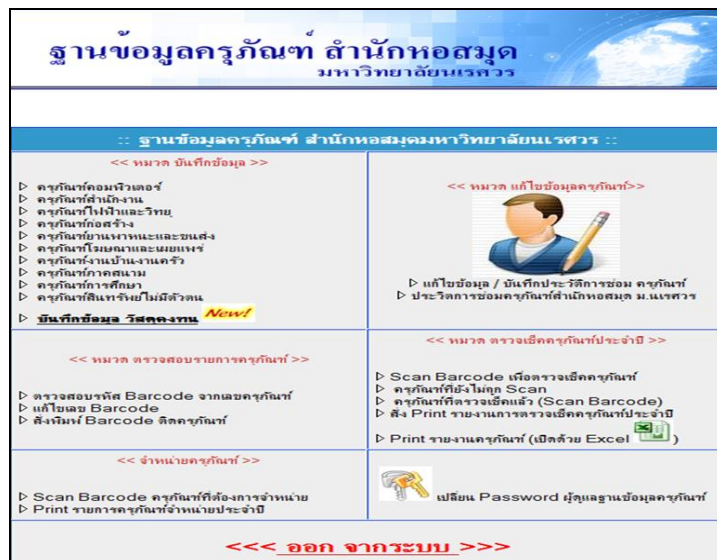 ฐานข้อมูลครุภัณฑ์ สำนักหอสมุด
มหาวิทยาลัยนเรศวร
:: ฐานข้อมูลครุภัณฑ์ สำนักหอสมุดมหาวิทยาลัยนเรศวร ::
<< หมวด บันทึกข้อมูล >>
▷ ครุภัณฑ์คอมพิวเตอร์
▷ ครุภัณฑ์สำนักงาน
▷ ครุภัณฑ์ไฟฟ้าและวิทยุ
▷ ครุภัณฑ์ก่อสร้าง
▷ ครุภัณฑ์ยานพาหนะและขนส่ง
▷ ครุภัณฑ์โฆษณาและเผยแพร่
▷ ครุภัณฑ์งานบ้านงานครัว
▷ ครุภัณฑ์ภาคสนาม
▷ ครุภัณฑ์การศึกษา
▷ ครุภัณฑ์สินทรัพย์ไม่มีตัวตน
▷ บันทึกข้อมูล วัสดุคงทน New!
<< หมวด แก้ไขข้อมูลครุภัณฑ์>>
▷ แก้ไขข้อมูล / บันทึกประวัติการซ่อม ครุภัณฑ์
▷ ประวัติการซ่อมครุภัณฑ์สำนักหอสมุด ม.นเรศวร
<< หมวด ตรวจสอบรายการครุภัณฑ์ >>
▷ ตรวจสอบรหัส Barcode จากเลขครุภัณฑ์
▷ แก้ไขเลข Barcode
▷ สั่งพิมพ์ Barcode ติดครุภัณฑ์
<< หมวด ตรวจเช็คครุภัณฑ์ประจำปี >>
▷ Scan Barcode เพื่อตรวจเช็คครุภัณฑ์
▷ ครุภัณฑ์ที่ยังไม่ถูก Scan
▷ ครุภัณฑ์ที่ตรวจเช็คแล้ว (Scan Barcode)
▷ สั่ง Print รายงานการตรวจเช็คครุภัณฑ์ประจำปี
▷ Print รายงานครุภัณฑ์ (เปิดด้วย Excel )
<< จำหน่ายครุภัณฑ์ >>
▷ Scan Barcode ครุภัณฑ์ที่ต้องการจำหน่าย
▷ Print รายการครุภัณฑ์จำหน่ายประจำปี
เปลี่ยน Password ผู้ดูแลฐานข้อมูลครุภัณฑ์
<<< ออก จากระบบ >>>